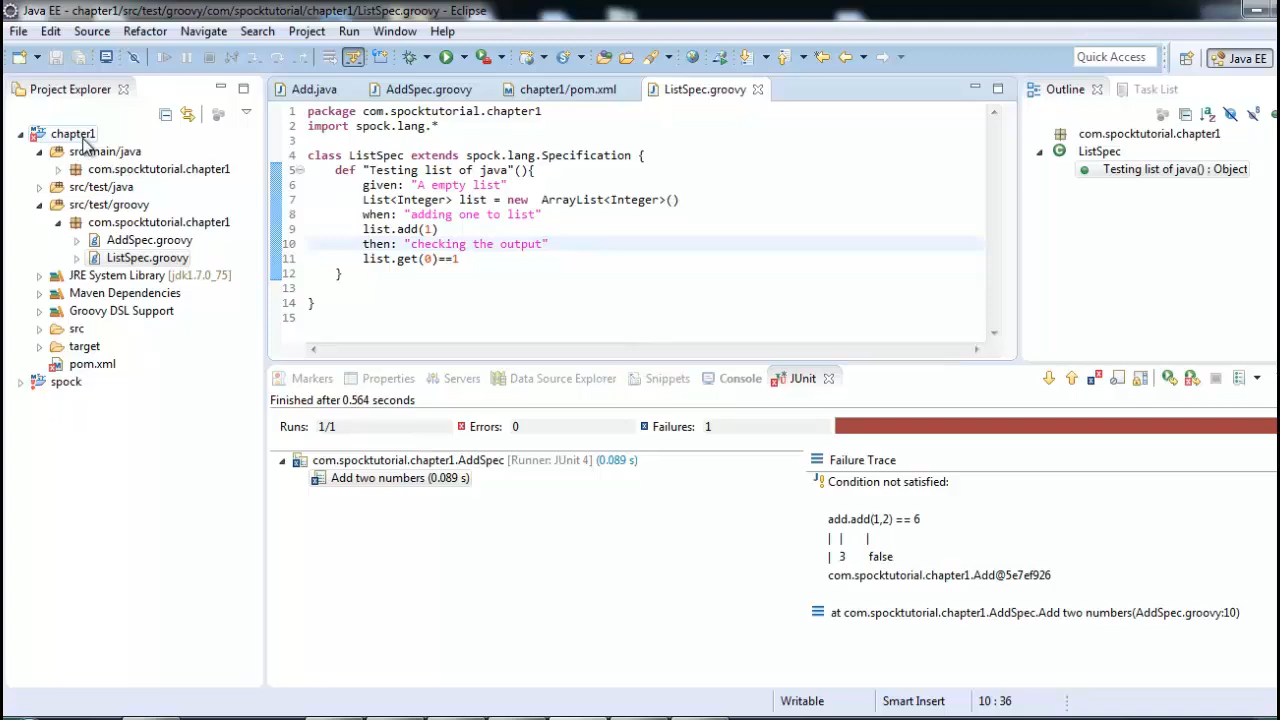 Java EE - chapter1/src/test/groovy/com/spocktutorial/chapter1/ListSpec.groovy - Eclipse
File Edit Source Refactor Navigate Search Project Run Window Help
Quick Access Java EE
Project Explorer
chapter1
src/main/java
com.spocktutorial.chapter1
src/test/java
src/test/groovy
com.spocktutorial.chapter1
AddSpec.groovy
ListSpec.groovy
JRE System Library [jdk1.7.0_75]
Maven Dependencies
Groovy DSL Support
src
target
pom.xml
spock
Add.java AddSpec.groovy chapter1/pom.xml ListSpec.groovy
1 package com.spocktutorial.chapter1
2 import spock.lang.*
3
4 class ListSpec extends spock.lang.Specification {
5 def "Testing list of java"(){
6 given: "A empty list"
7 List<Integer> list = new ArrayList<Integer>()
8 when: "adding one to list"
9 list.add(1)
10 then: "checking the output"
11 list.get(0)==1
12 }
13
14 }
15
Outline Task List
com.spocktutorial.chapter1
ListSpec
Testing list of java() : Object
Markers Properties Servers Data Source Explorer Snippets Console JUnit
Finished after 0.564 seconds
Runs: 1/1 Errors: 0 Failures: 1
com.spocktutorial.chapter1.AddSpec [Runner: JUnit 4] (0.089 s)
Add two numbers (0.089 s)
Failure Trace
Condition not satisfied:
add.add(1,2) == 6
| | |
| 3 false
com.spocktutorial.chapter1.Add@5e7ef926
at com.spocktutorial.chapter1.AddSpec.Add two numbers(AddSpec.groovy:10)
Writable Smart Insert 10 : 36